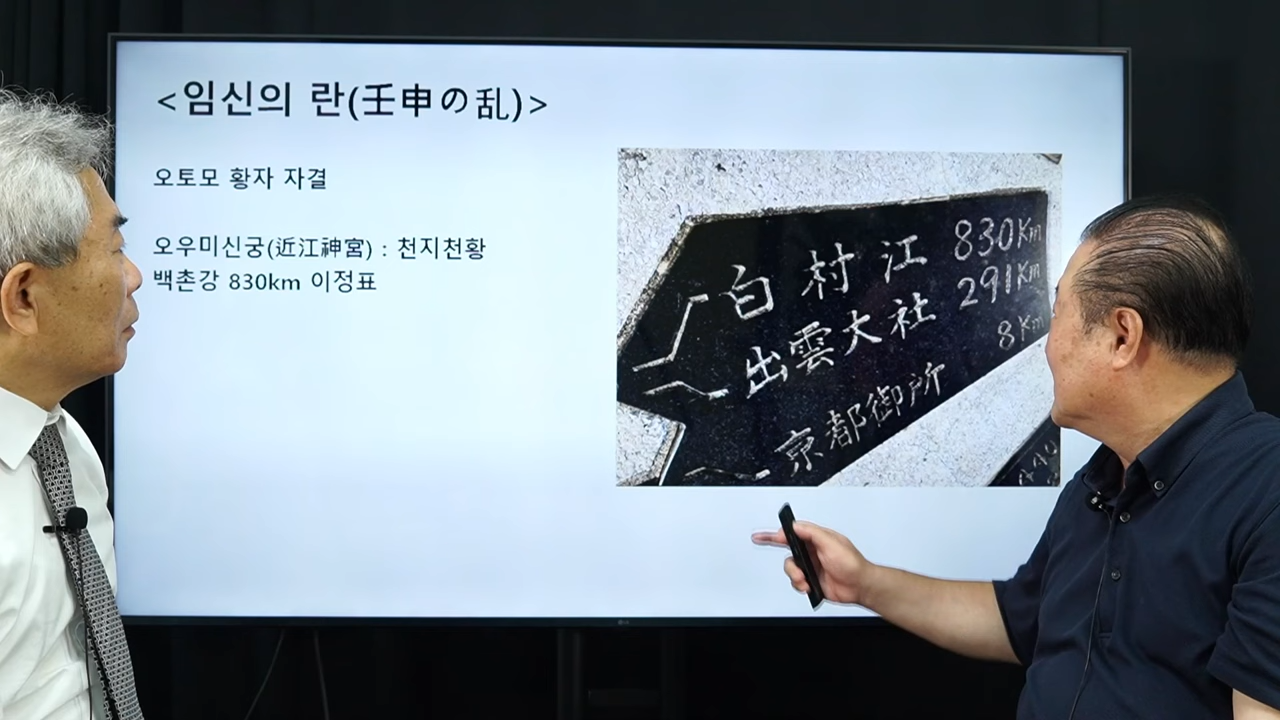 <임신의 란(壬申の乱)>
오토모 황자 자결
오우미신궁(近江神宮) : 천지천황
백촌강 830km 이정표
白村江 830Km
出雲大社 291Km
京都御所 8Km